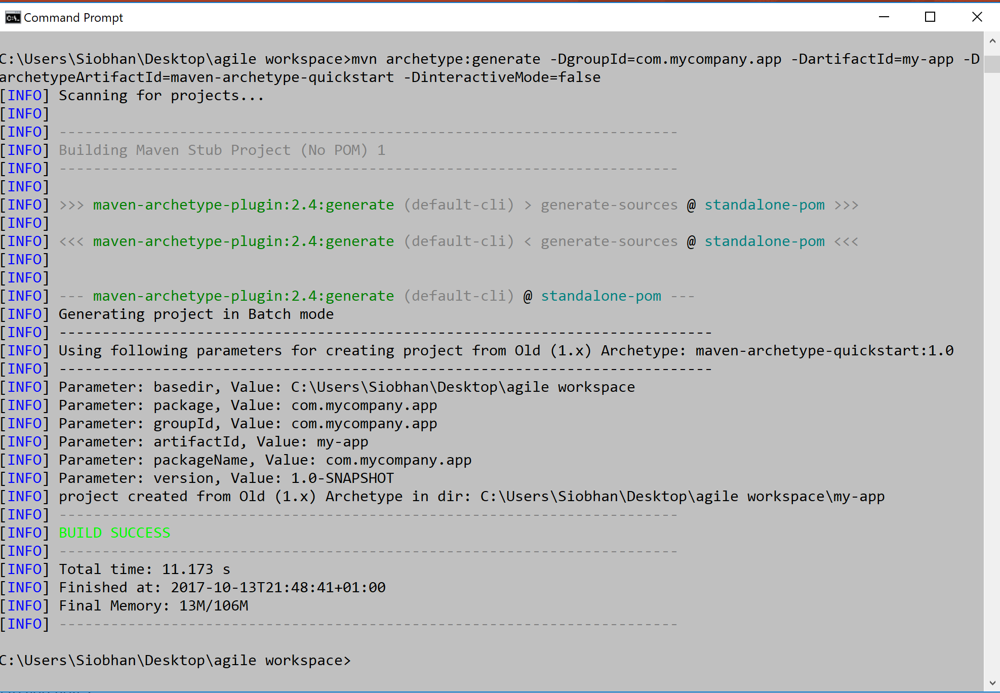 Command Prompt
C:\Users\Siobhan\Desktop\agile workspace>mvn archetype:generate -DgroupId=com.mycompany.app -DartifactId=my-app -D
archetypeArtifactId=maven-archetype-quickstart -DinteractiveMode=false
[INFO] Scanning for projects...
[INFO]
[INFO] ------------------------------------------------------------------------
[INFO] Building Maven Stub Project (No POM) 1
[INFO] ------------------------------------------------------------------------
[INFO]
[INFO] >>> maven-archetype-plugin:2.4:generate (default-cli) > generate-sources @ standalone-pom >>>
[INFO]
[INFO] <<< maven-archetype-plugin:2.4:generate (default-cli) < generate-sources @ standalone-pom <<<
[INFO]
[INFO]
[INFO] --- maven-archetype-plugin:2.4:generate (default-cli) @ standalone-pom ---
[INFO] Generating project in Batch mode
[INFO] ----------------------------------------------------------------------------
[INFO] Using following parameters for creating project from Old (1.x) Archetype: maven-archetype-quickstart:1.0
[INFO] ----------------------------------------------------------------------------
[INFO] Parameter: basedir, Value: C:\Users\Siobhan\Desktop\agile workspace
[INFO] Parameter: package, Value: com.mycompany.app
[INFO] Parameter: groupId, Value: com.mycompany.app
[INFO] Parameter: artifactId, Value: my-app
[INFO] Parameter: packageName, Value: com.mycompany.app
[INFO] Parameter: version, Value: 1.0-SNAPSHOT
[INFO] project created from Old (1.x) Archetype in dir: C:\Users\Siobhan\Desktop\agile workspace\my-app
[INFO] ------------------------------------------------------------------------
[INFO] BUILD SUCCESS
[INFO] ------------------------------------------------------------------------
[INFO] Total time: 11.173 s
[INFO] Finished at: 2017-10-13T21:48:41+01:00
[INFO] Final Memory: 13M/106M
[INFO] ------------------------------------------------------------------------
C:\Users\Siobhan\Desktop\agile workspace>